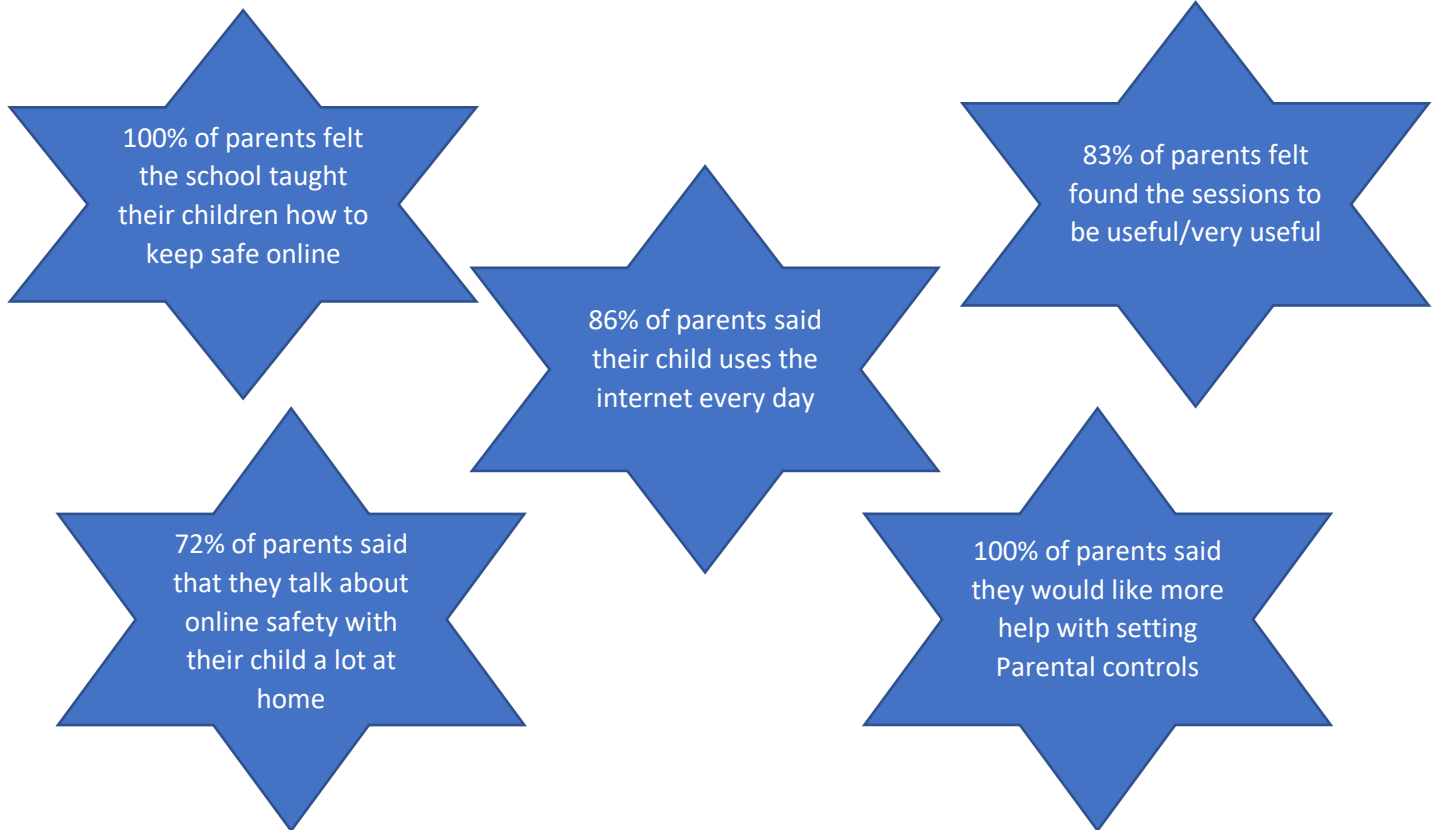 100% of parents felt
the school taught
their children how to
keep safe online
83% of parents felt
found the sessions to
be useful/very useful
86% of parents said
their child uses the
internet every day
72% of parents said
that they talk about
online safety with
their child a lot at
home
100% of parents said
they would like more
help with setting
Parental controls